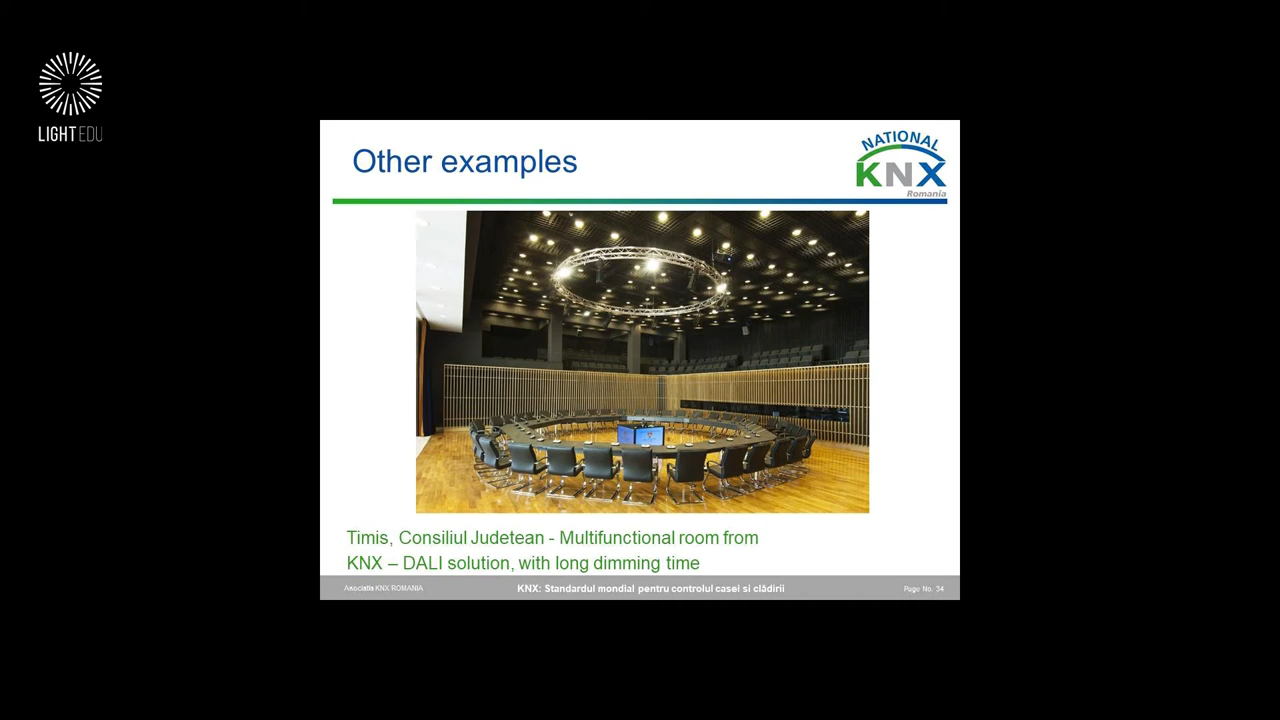 LIGHT EDU
Other examples
NATIONAL
KNX
Romania
Timis, Consiliul Judetean - Multifunctional room from
KNX – DALI solution, with long dimming time
Asociatia KNX ROMANIA
KNX: Standardul mondial pentru controlul casei si clădirii
Page No. 34